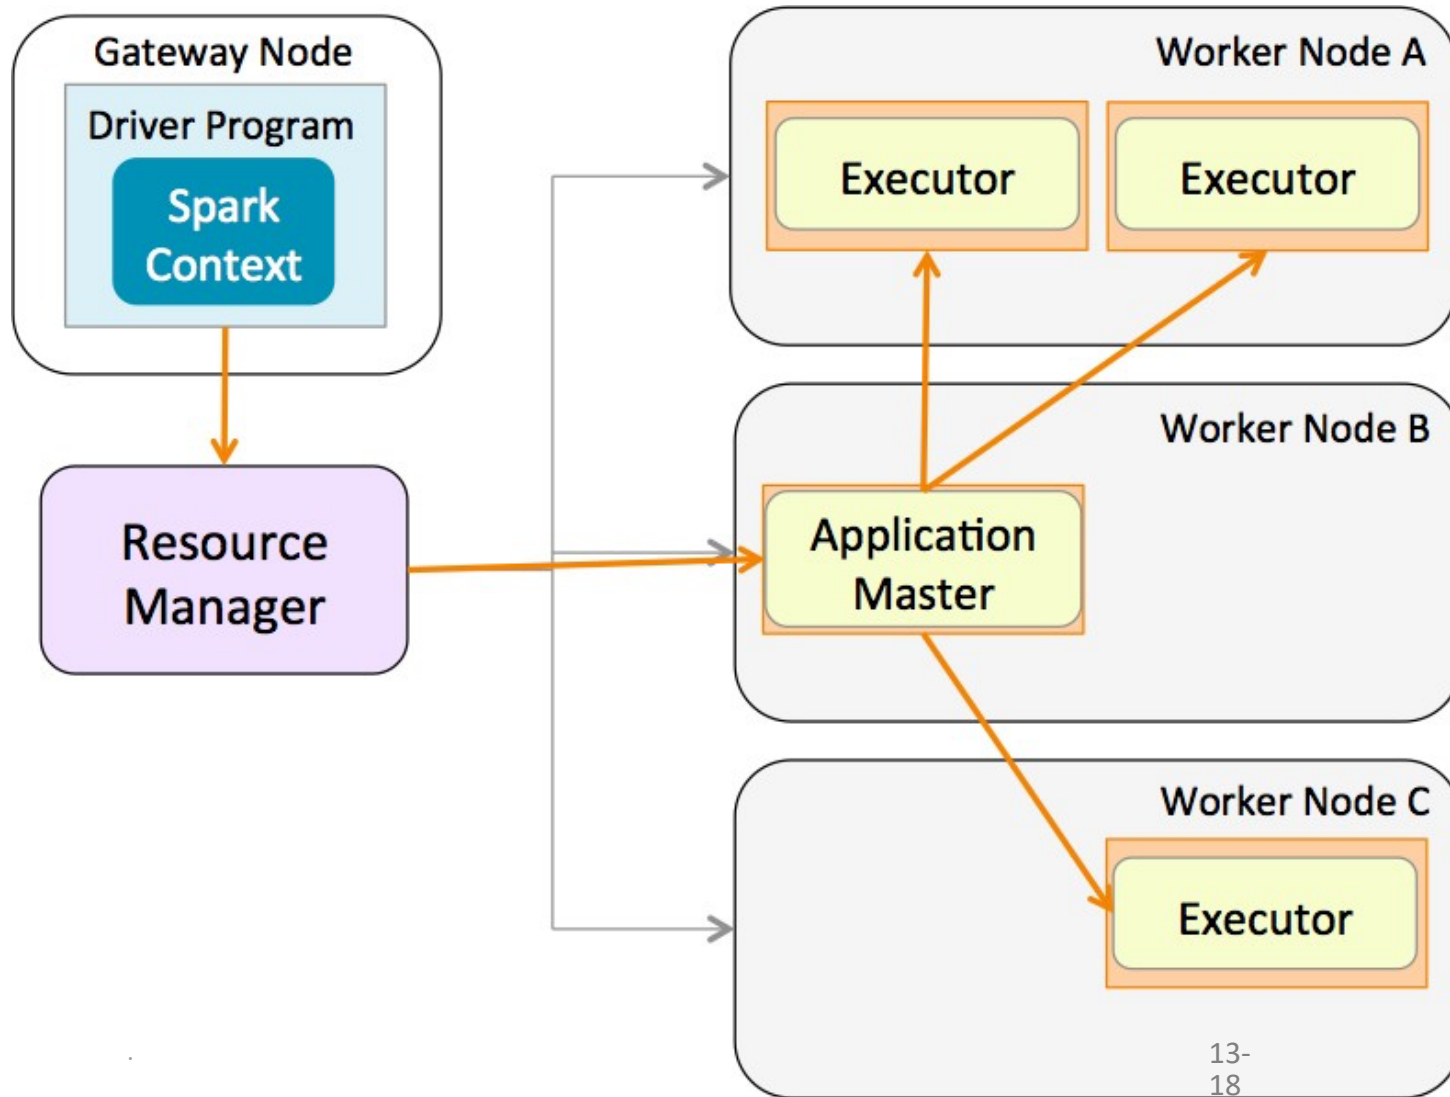 Gateway Node
Driver Program
Spark
Context
Resource
Manager
Worker Node A
Executor
Executor
Worker Node B
Application
Master
Worker Node C
Executor
.
13-
18